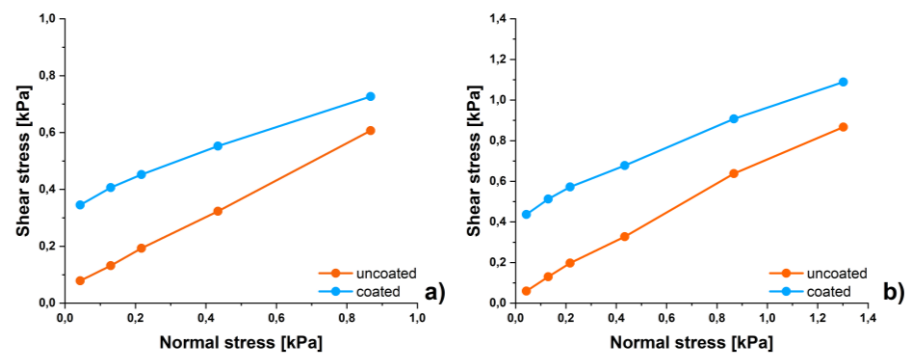 1,0
0,8
0,6
0,4
0,2
0,0
Shear stress [kPa]
0,0 0,2 0,4 0,6 0,8 1,0
Normal stress [kPa]
uncoated
coated
a)
1,4
1,2
1,0
0,8
0,6
0,4
0,2
0,0
Shear stress [kPa]
0,0 0,2 0,4 0,6 0,8 1,0 1,2 1,4
Normal stress [kPa]
uncoated
coated
b)